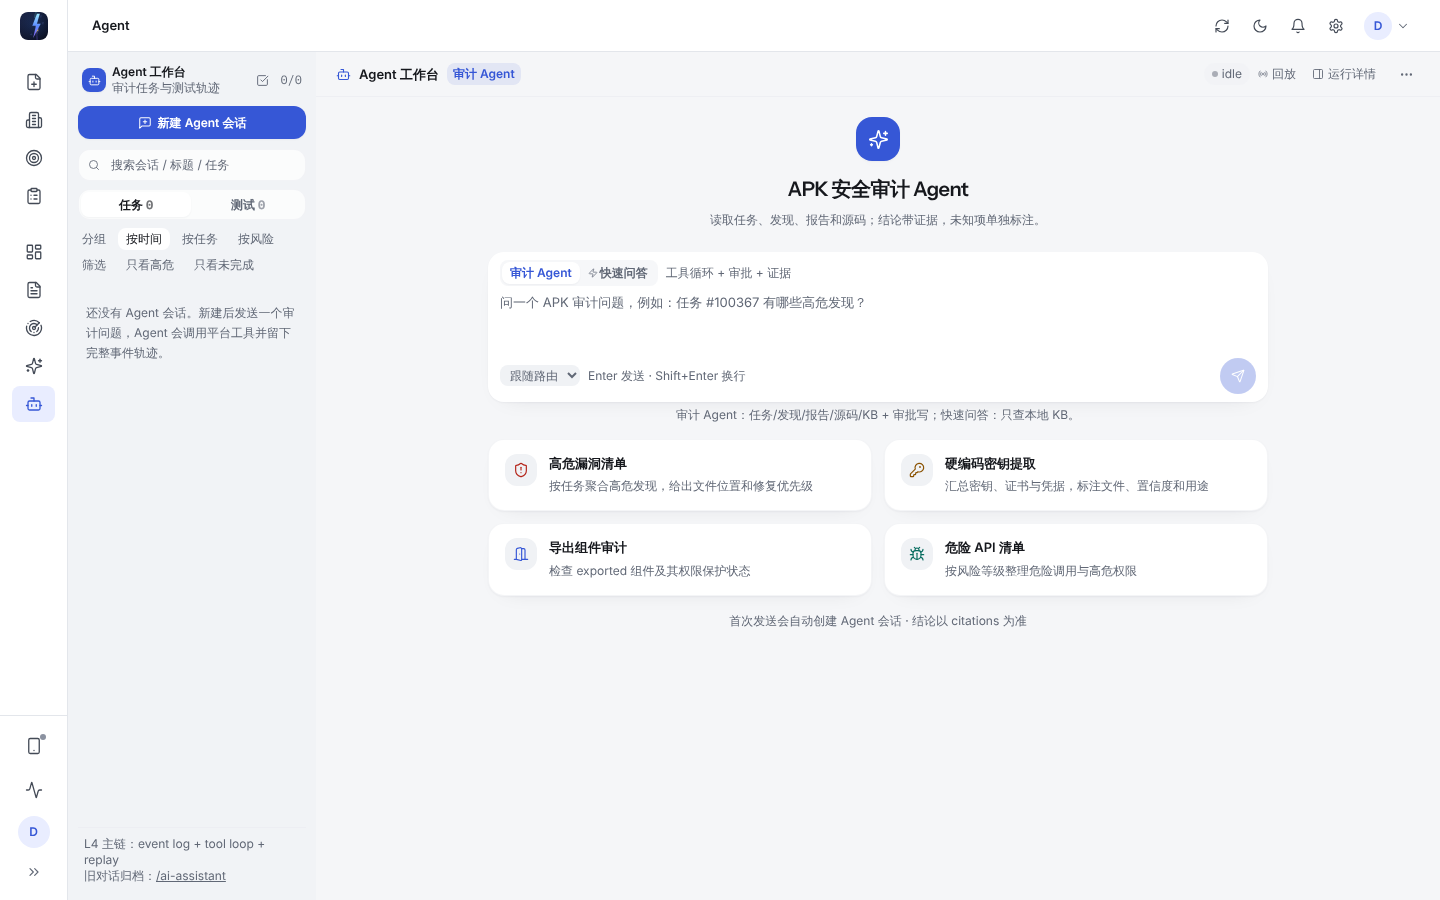 Agent
D
Agent 工作台
审计任务与测试轨迹
0/0
新建 Agent 会话
搜索会话 / 标题 / 任务
任务 0
测试 0
分组
按时间
按任务
按风险
筛选
只看高危
只看未完成
还没有 Agent 会话。新建后发送一个审
计问题，Agent 会调用平台工具并留下
完整事件轨迹。
L4 主链：event log + tool loop +
replay
旧对话归档：/ai-assistant
D
Agent 工作台
审计 Agent
idle
回放
运行详情
APK 安全审计 Agent
读取任务、发现、报告和源码；结论带证据，未知项单独标注。
审计 Agent
快速问答
工具循环 + 审批 + 证据
问一个 APK 审计问题，例如：任务 #100367 有哪些高危发现？
跟随路由
Enter 发送 · Shift+Enter 换行
审计 Agent：任务/发现/报告/源码/KB + 审批写；快速问答：只查本地 KB。
高危漏洞清单
按任务聚合高危发现，给出文件位置和修复优先级
硬编码密钥提取
汇总密钥、证书与凭据，标注文件、置信度和用途
导出组件审计
检查 exported 组件及其权限保护状态
危险 API 清单
按风险等级整理危险调用与高危权限
首次发送会自动创建 Agent 会话 · 结论以 citations 为准